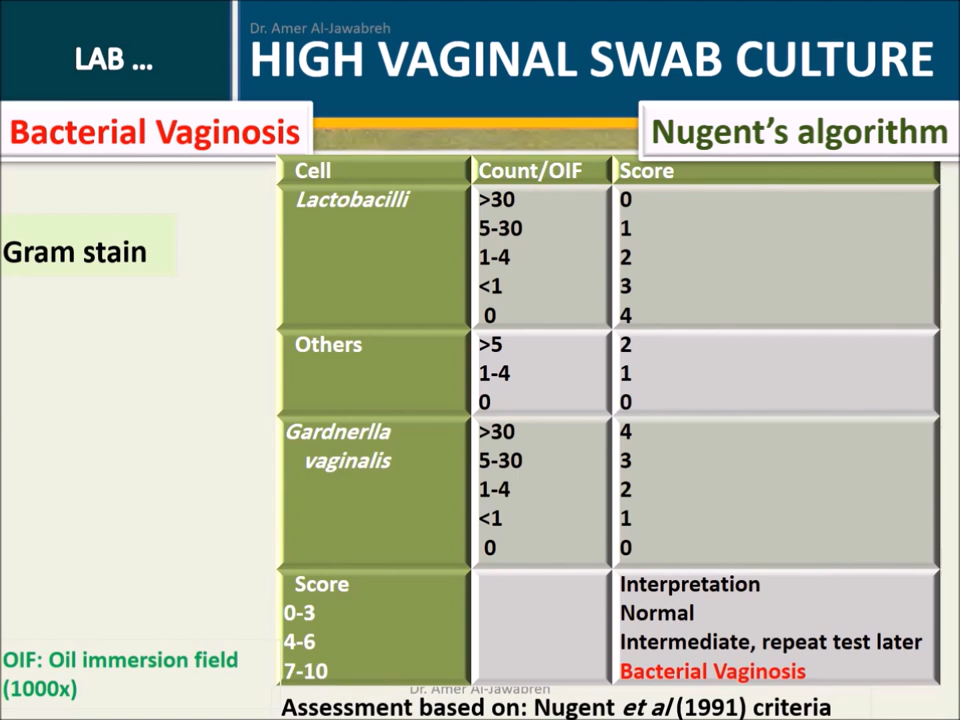 LAB ...
Dr. Amer Al-Jawabreh
HIGH VAGINAL SWAB CULTURE
Bacterial Vaginosis
Nugent’s algorithm
Gram stain
Cell Count/OIF Score
Lactobacilli >30 0
5-30 1
1-4 2
<1 3
0 4
Others >5 2
1-4 1
0 0
Gardnerlla >30 4
vaginalis 5-30 3
1-4 2
<1 1
0 0
Score Interpretation
0-3 Normal
4-6 Intermediate, repeat test later
7-10 Bacterial Vaginosis
OIF: Oil immersion field
(1000x)
Dr. Amer Al-Jawabreh
Assessment based on: Nugent et al (1991) criteria